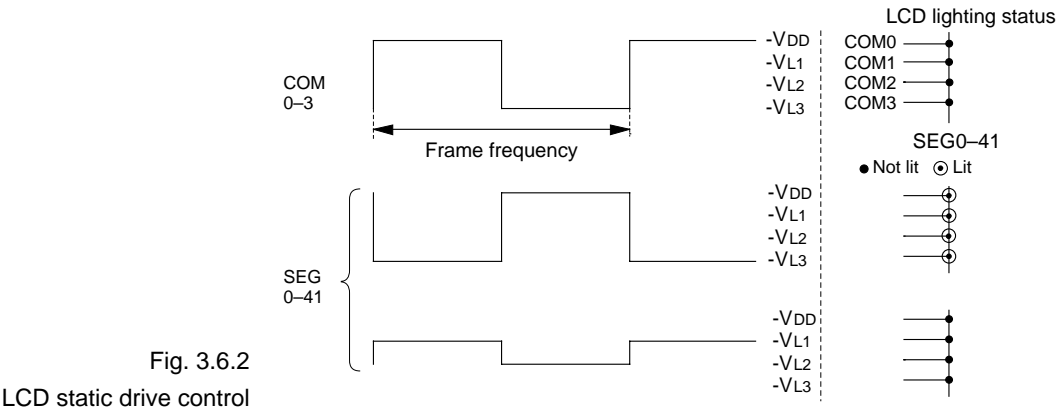 LCD lighting status
COM
0–3
-VDD
-VL1
-VL2
-VL3
Frame frequency
COM0
COM1
COM2
COM3
SEG0–41
Not lit Lit
SEG
0–41
-VDD
-VL1
-VL2
-VL3
-VDD
-VL1
-VL2
-VL3
Fig. 3.6.2
LCD static drive control